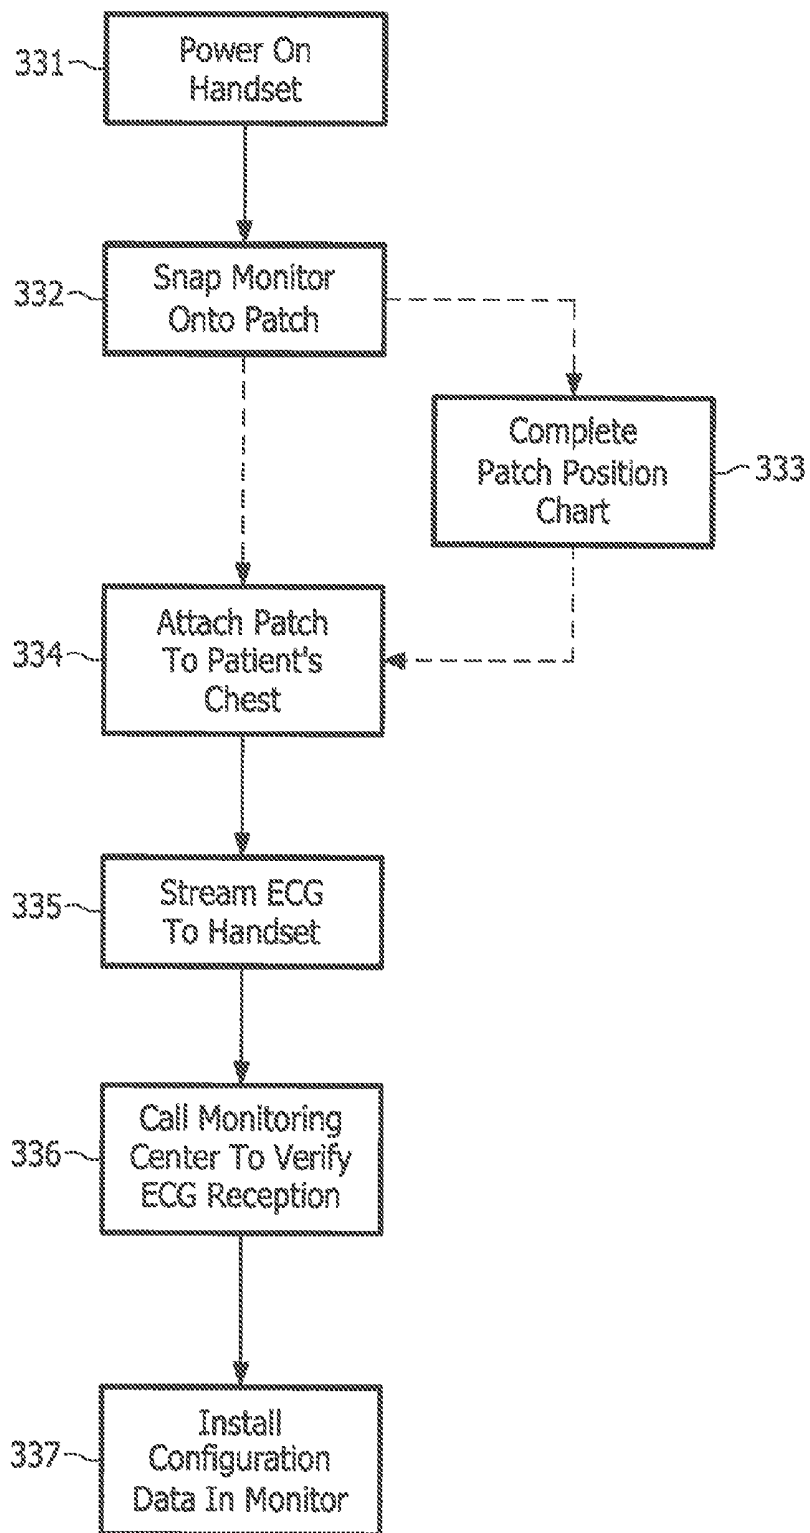 331
Power On
Handset
332
Snap Monitor
Onto Patch
Complete
Patch Position
Chart
333
334
Attach Patch
To Patient's
Chest
335
Stream ECG
To Handset
336
Call Monitoring
Center To Verify
ECG Reception
337
Install
Configuration
Data In Monitor